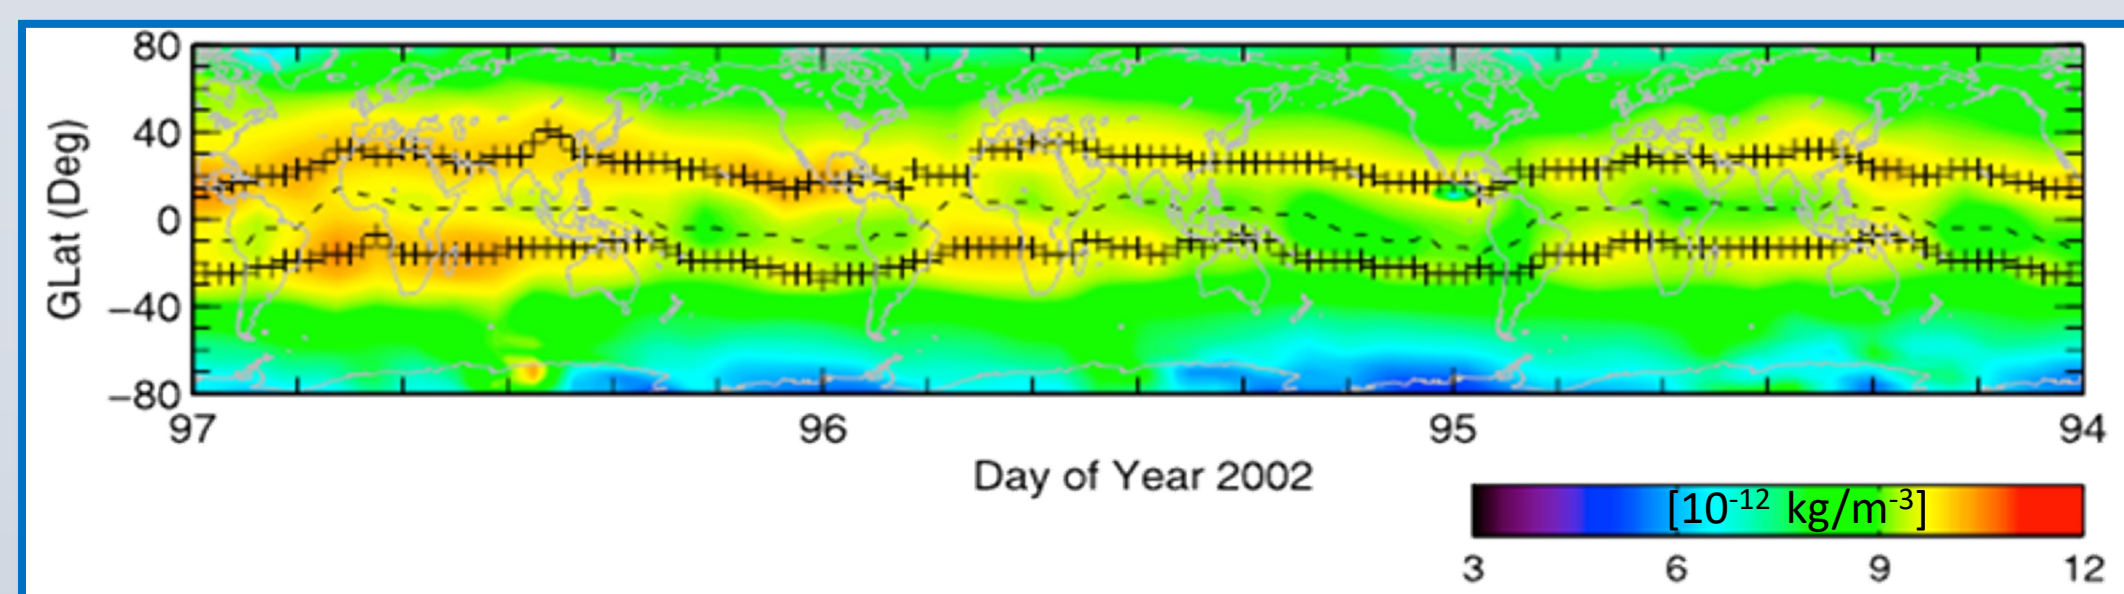 80
40
0
−40
−80
GLat (Deg)
97 96 95 94
Day of Year 2002
[10⁻¹² kg/m⁻³]
3 6 9 12